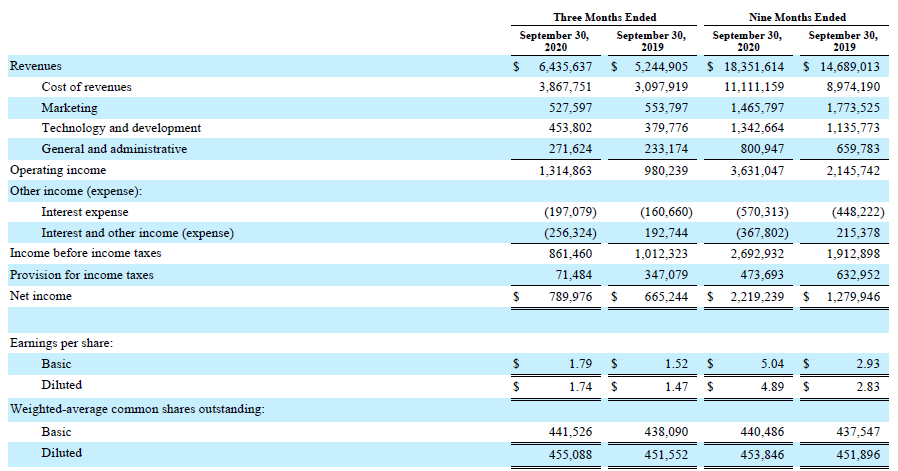 Three Months Ended Nine Months Ended
September 30, 2020 September 30, 2019 September 30, 2020 September 30, 2019
Revenues $ 6,435,637 $ 5,244,905 $ 18,351,614 $ 14,689,013
Cost of revenues 3,867,751 3,097,919 11,111,159 8,974,190
Marketing 527,597 553,797 1,465,797 1,773,525
Technology and development 453,802 379,776 1,342,664 1,135,773
General and administrative 271,624 233,174 800,947 659,783
Operating income 1,314,863 980,239 3,631,047 2,145,742
Other income (expense):
Interest expense (197,079) (160,660) (570,313) (448,222)
Interest and other income (expense) (256,324) 192,744 (367,802) 215,378
Income before income taxes 861,460 1,012,323 2,692,932 1,912,898
Provision for income taxes 71,484 347,079 473,693 632,952
Net income $ 789,976 $ 665,244 $ 2,219,239 $ 1,279,946
Earnings per share:
Basic $ 1.79 $ 1.52 $ 5.04 $ 2.93
Diluted $ 1.74 $ 1.47 $ 4.89 $ 2.83
Weighted-average common shares outstanding:
Basic 441,526 438,090 440,486 437,547
Diluted 455,088 451,552 453,846 451,896